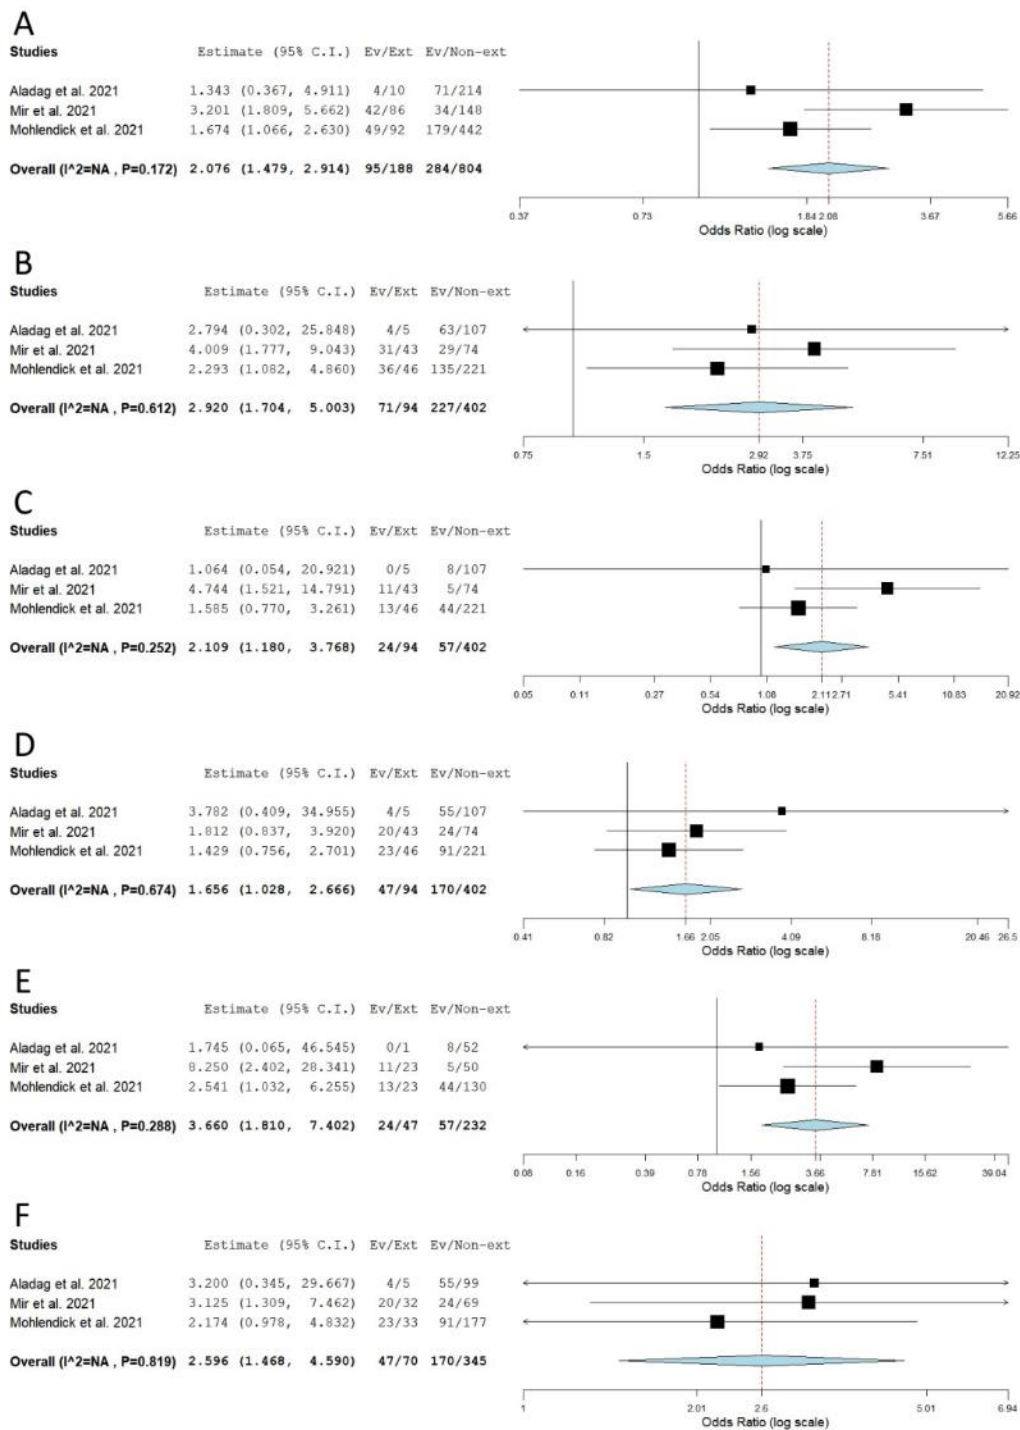 A
Studies Estimate (95% C.I.) Ev/Ext Ev/Non-ext
Aladag et al. 2021 1.343 (0.367, 4.911) 4/10 71/214
Mir et al. 2021 3.201 (1.809, 5.662) 42/86 34/148
Mohlendick et al. 2021 1.674 (1.066, 2.630) 49/92 179/442
Overall (I^2=NA , P=0.172) 2.076 (1.479, 2.914) 95/188 284/804
0.37 0.73 1.84 2.08 3.67 5.66
Odds Ratio (log scale)
B
Studies Estimate (95% C.I.) Ev/Ext Ev/Non-ext
Aladag et al. 2021 2.794 (0.302, 25.848) 4/5 63/107
Mir et al. 2021 4.009 (1.777, 9.043) 31/43 29/74
Mohlendick et al. 2021 2.293 (1.082, 4.860) 36/46 135/221
Overall (I^2=NA , P=0.612) 2.920 (1.704, 5.003) 71/94 227/402
0.75 1.5 2.92 3.75 7.51 12.25
Odds Ratio (log scale)
C
Studies Estimate (95% C.I.) Ev/Ext Ev/Non-ext
Aladag et al. 2021 1.064 (0.054, 20.921) 0/5 8/107
Mir et al. 2021 4.744 (1.521, 14.791) 11/43 5/74
Mohlendick et al. 2021 1.585 (0.770, 3.261) 13/46 44/221
Overall (I^2=NA , P=0.252) 2.109 (1.180, 3.768) 24/94 57/402
0.05 0.11 0.27 0.54 1.08 2.11 2.71 5.41 10.83 20.92
Odds Ratio (log scale)
D
Studies Estimate (95% C.I.) Ev/Ext Ev/Non-ext
Aladag et al. 2021 3.782 (0.409, 34.955) 4/5 55/107
Mir et al. 2021 1.812 (0.837, 3.920) 20/43 24/74
Mohlendick et al. 2021 1.429 (0.756, 2.701) 23/46 91/221
Overall (I^2=NA , P=0.674) 1.656 (1.028, 2.666) 47/94 170/402
0.41 0.82 1.66 2.05 4.09 8.18 20.46 26.5
Odds Ratio (log scale)
E
Studies Estimate (95% C.I.) Ev/Ext Ev/Non-ext
Aladag et al. 2021 1.745 (0.065, 46.545) 0/1 8/52
Mir et al. 2021 8.250 (2.402, 28.341) 11/23 5/50
Mohlendick et al. 2021 2.541 (1.032, 6.255) 13/23 44/130
Overall (I^2=NA , P=0.288) 3.660 (1.810, 7.402) 24/47 57/232
0.08 0.16 0.39 0.78 1.56 3.66 7.81 15.62 39.04
Odds Ratio (log scale)
F
Studies Estimate (95% C.I.) Ev/Ext Ev/Non-ext
Aladag et al. 2021 3.200 (0.345, 29.667) 4/5 55/99
Mir et al. 2021 3.125 (1.309, 7.462) 20/32 24/69
Mohlendick et al. 2021 2.174 (0.978, 4.832) 23/33 91/177
Overall (I^2=NA , P=0.819) 2.596 (1.468, 4.590) 47/70 170/345
1 2.01 2.6 5.01 6.94
Odds Ratio (log scale)